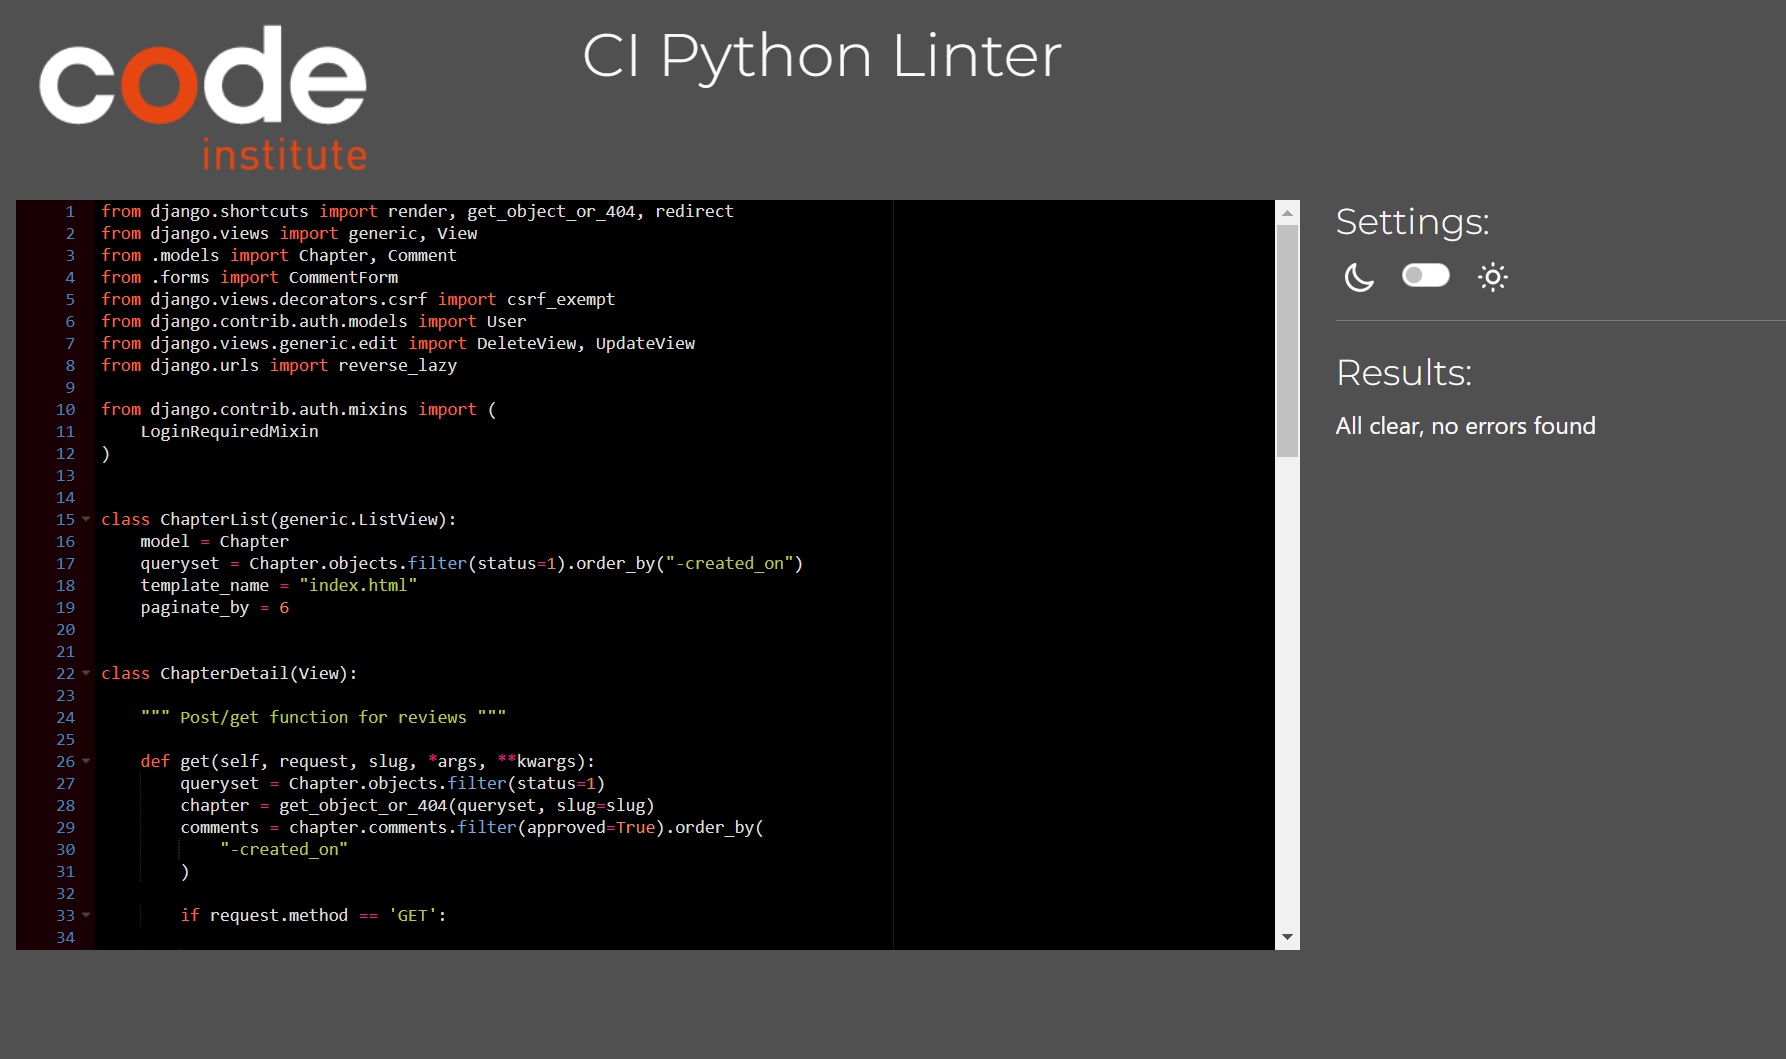 code
institute
CI Python Linter
1 from django.shortcuts import render, get_object_or_404, redirect
2 from django.views import generic, View
3 from .models import Chapter, Comment
4 from .forms import CommentForm
5 from django.views.decorators.csrf import csrf_exempt
6 from django.contrib.auth.models import User
7 from django.views.generic.edit import DeleteView, UpdateView
8 from django.urls import reverse_lazy
9
10 from django.contrib.auth.mixins import (
11     LoginRequiredMixin
12 )
13
14
15 class ChapterList(generic.ListView):
16     model = Chapter
17     queryset = Chapter.objects.filter(status=1).order_by("-created_on")
18     template_name = "index.html"
19     paginate_by = 6
20
21
22 class ChapterDetail(View):
23
24     """ Post/get function for reviews """
25
26     def get(self, request, slug, *args, **kwargs):
27         queryset = Chapter.objects.filter(status=1)
28         chapter = get_object_or_404(queryset, slug=slug)
29         comments = chapter.comments.filter(approved=True).order_by(
30             "-created_on"
31         )
32
33         if request.method == 'GET':
34
Settings:
Results:
All clear, no errors found